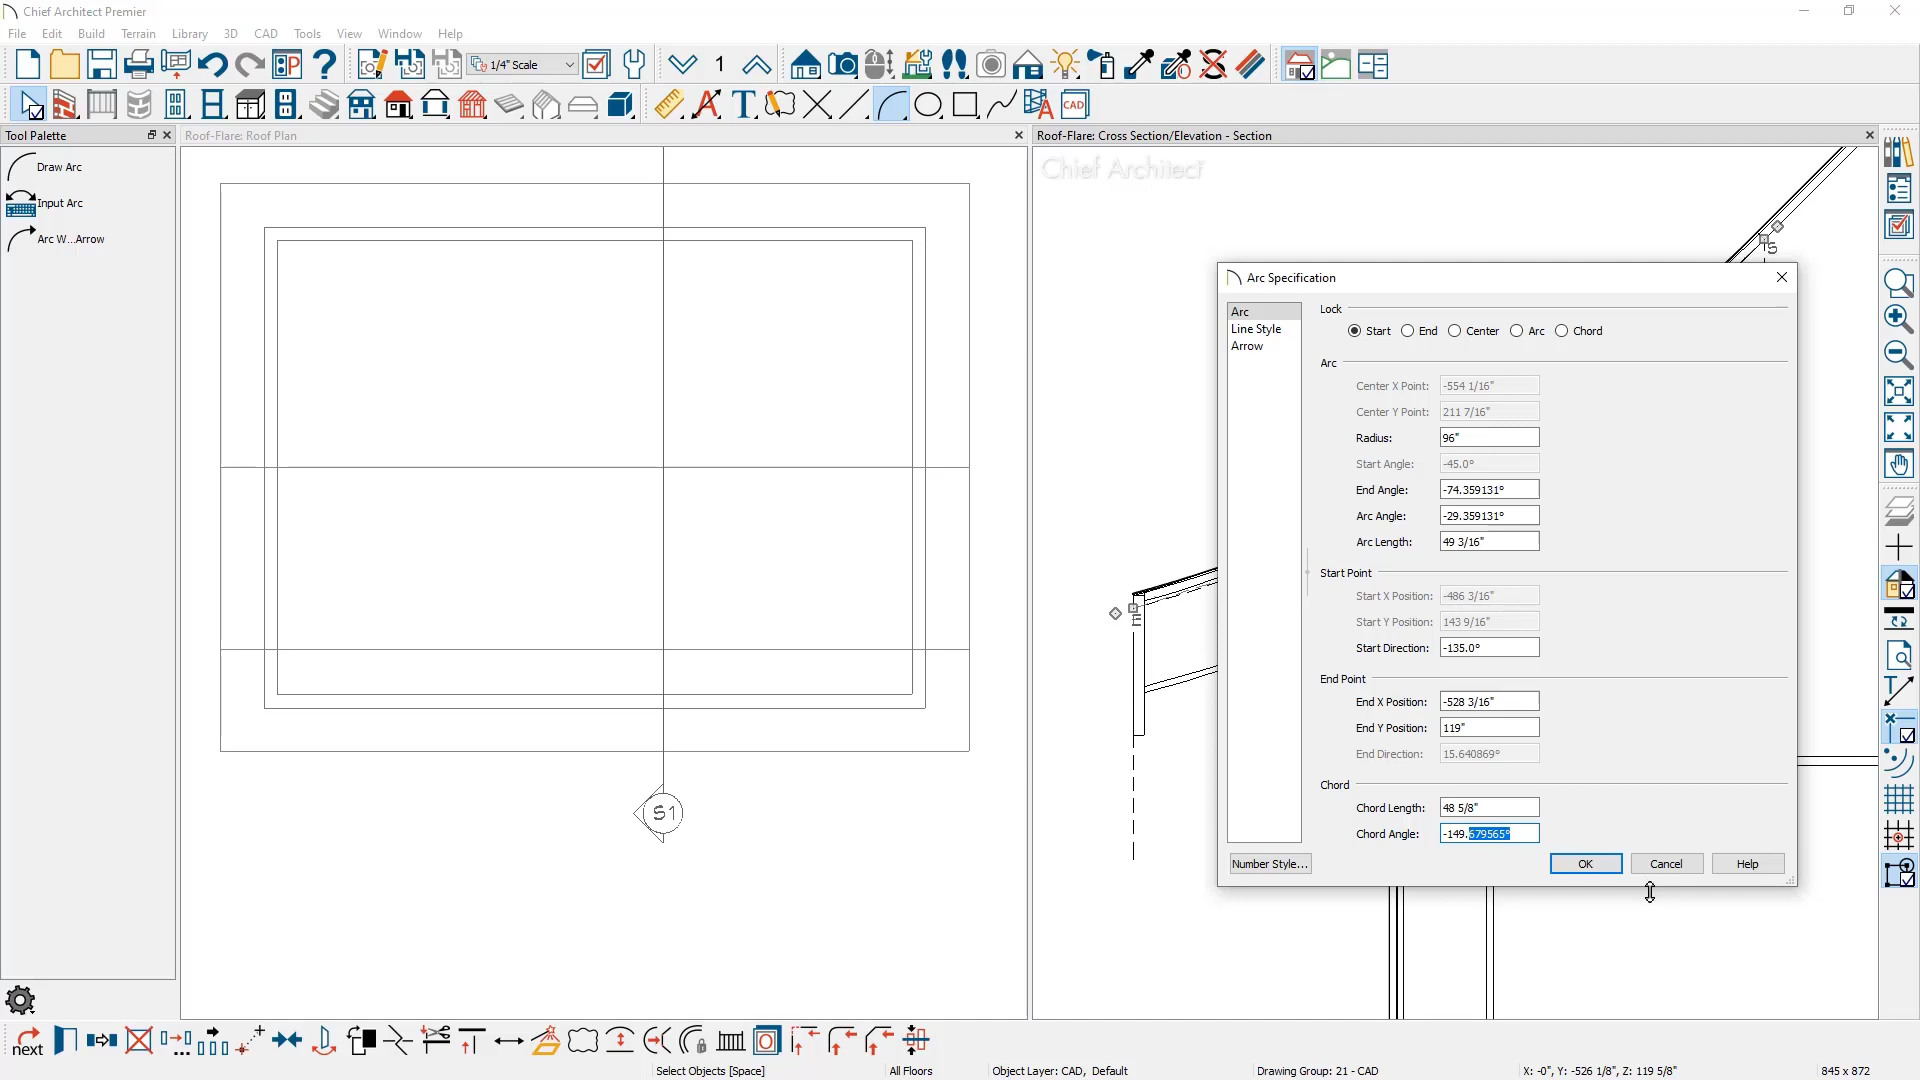 Chief Architect Premier
File Edit Build Terrain Library 3D CAD Tools View Window Help
1/4" Scale
1
CAD
Tool Palette
Roof-Flare: Roof Plan
Roof-Flare: Cross Section/Elevation - Section
Draw Arc
Input Arc
Arc W...Arrow
Chief Architect
S
E
S1
Arc Specification
Arc
Line Style
Arrow
Lock
Start
End
Center
Arc
Chord
Arc
Center X Point: -554 1/16"
Center Y Point: 211 7/16"
Radius: 96"
Start Angle: -45.0°
End Angle: -74.359131°
Arc Angle: -29.359131°
Arc Length: 49 3/16"
Start Point
Start X Position: -486 3/16"
Start Y Position: 143 9/16"
Start Direction: -135.0°
End Point
End X Position: -528 3/16"
End Y Position: 119"
End Direction: 15.640869°
Chord
Chord Length: 48 5/8"
Chord Angle: -149.679565°
Number Style... OK Cancel Help
next
Select Objects [Space]
All Floors
Object Layer: CAD, Default
Drawing Group: 21 - CAD
X: -0", Y: -526 1/8", Z: 119 5/8"
845 x 872